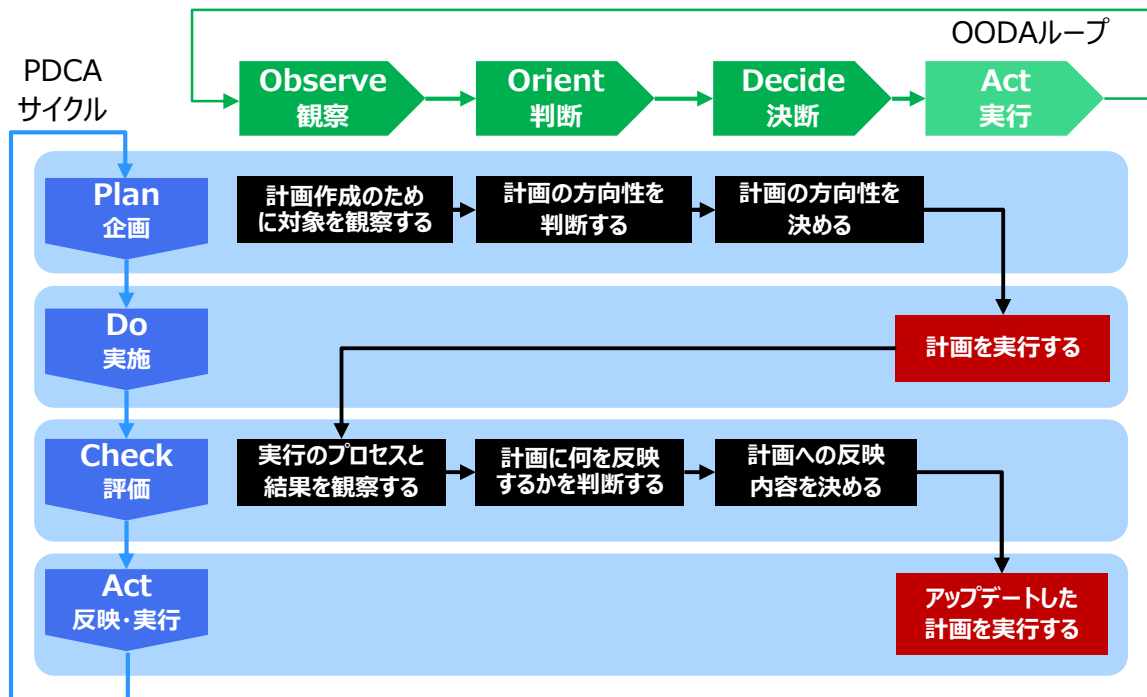 OODAループ
PDCA
サイクル
Observe
観察
Orient
判断
Decide
決断
Act
実行
Plan
企画
計画作成のため
に対象を観察する
計画の方向性を
判断する
計画の方向性を
決める
Do
実施
計画を実行する
Check
評価
実行のプロセスと
結果を観察する
計画に何を反映
するかを判断する
計画への反映
内容を決める
Act
反映・実行
アップデートした
計画を実行する